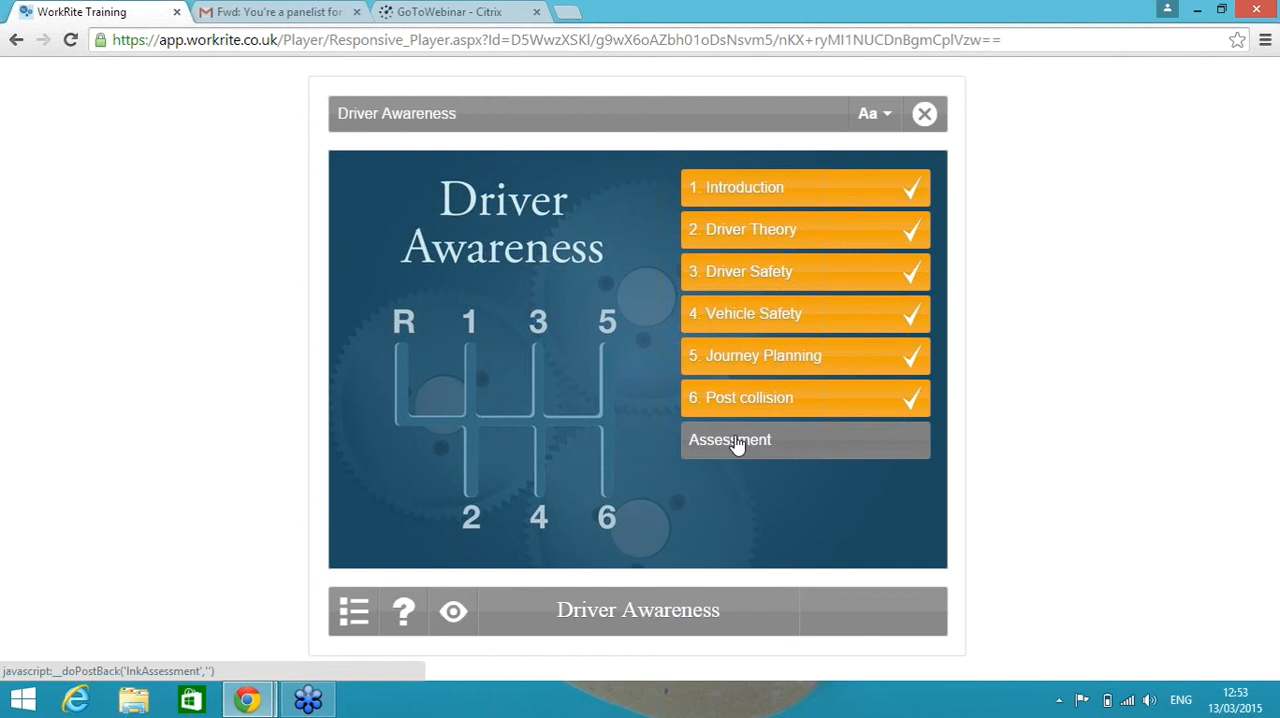 WorkRite Training
Fwd: You're a panelist for
GoToWebinar - Citrix
https://app.workrite.co.uk/Player/Responsive_Player.aspx?Id=D5WwzXSKl/g9wX6oAZbh01oDsNsvm5/nKX+ryMI1NUCDnBgmCplVzw==
Driver Awareness
Aa
Driver
Awareness
R 1 3 5
2 4 6
1. Introduction
2. Driver Theory
3. Driver Safety
4. Vehicle Safety
5. Journey Planning
6. Post collision
Assessment
?
Driver Awareness
javascript:__doPostBack('lnkAssessment','')
ENG
12:53
13/03/2015